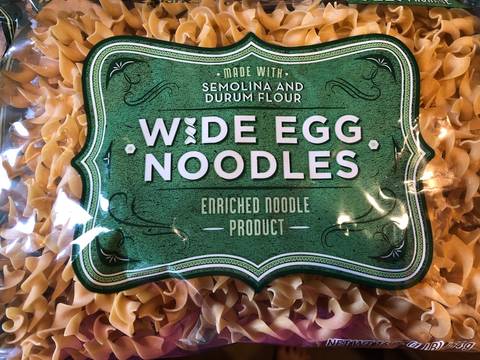 MADE WITH
SEMOLINA AND
DURUM FLOUR
WIDE EGG
NOODLES
ENRICHED NOODLE
PRODUCT